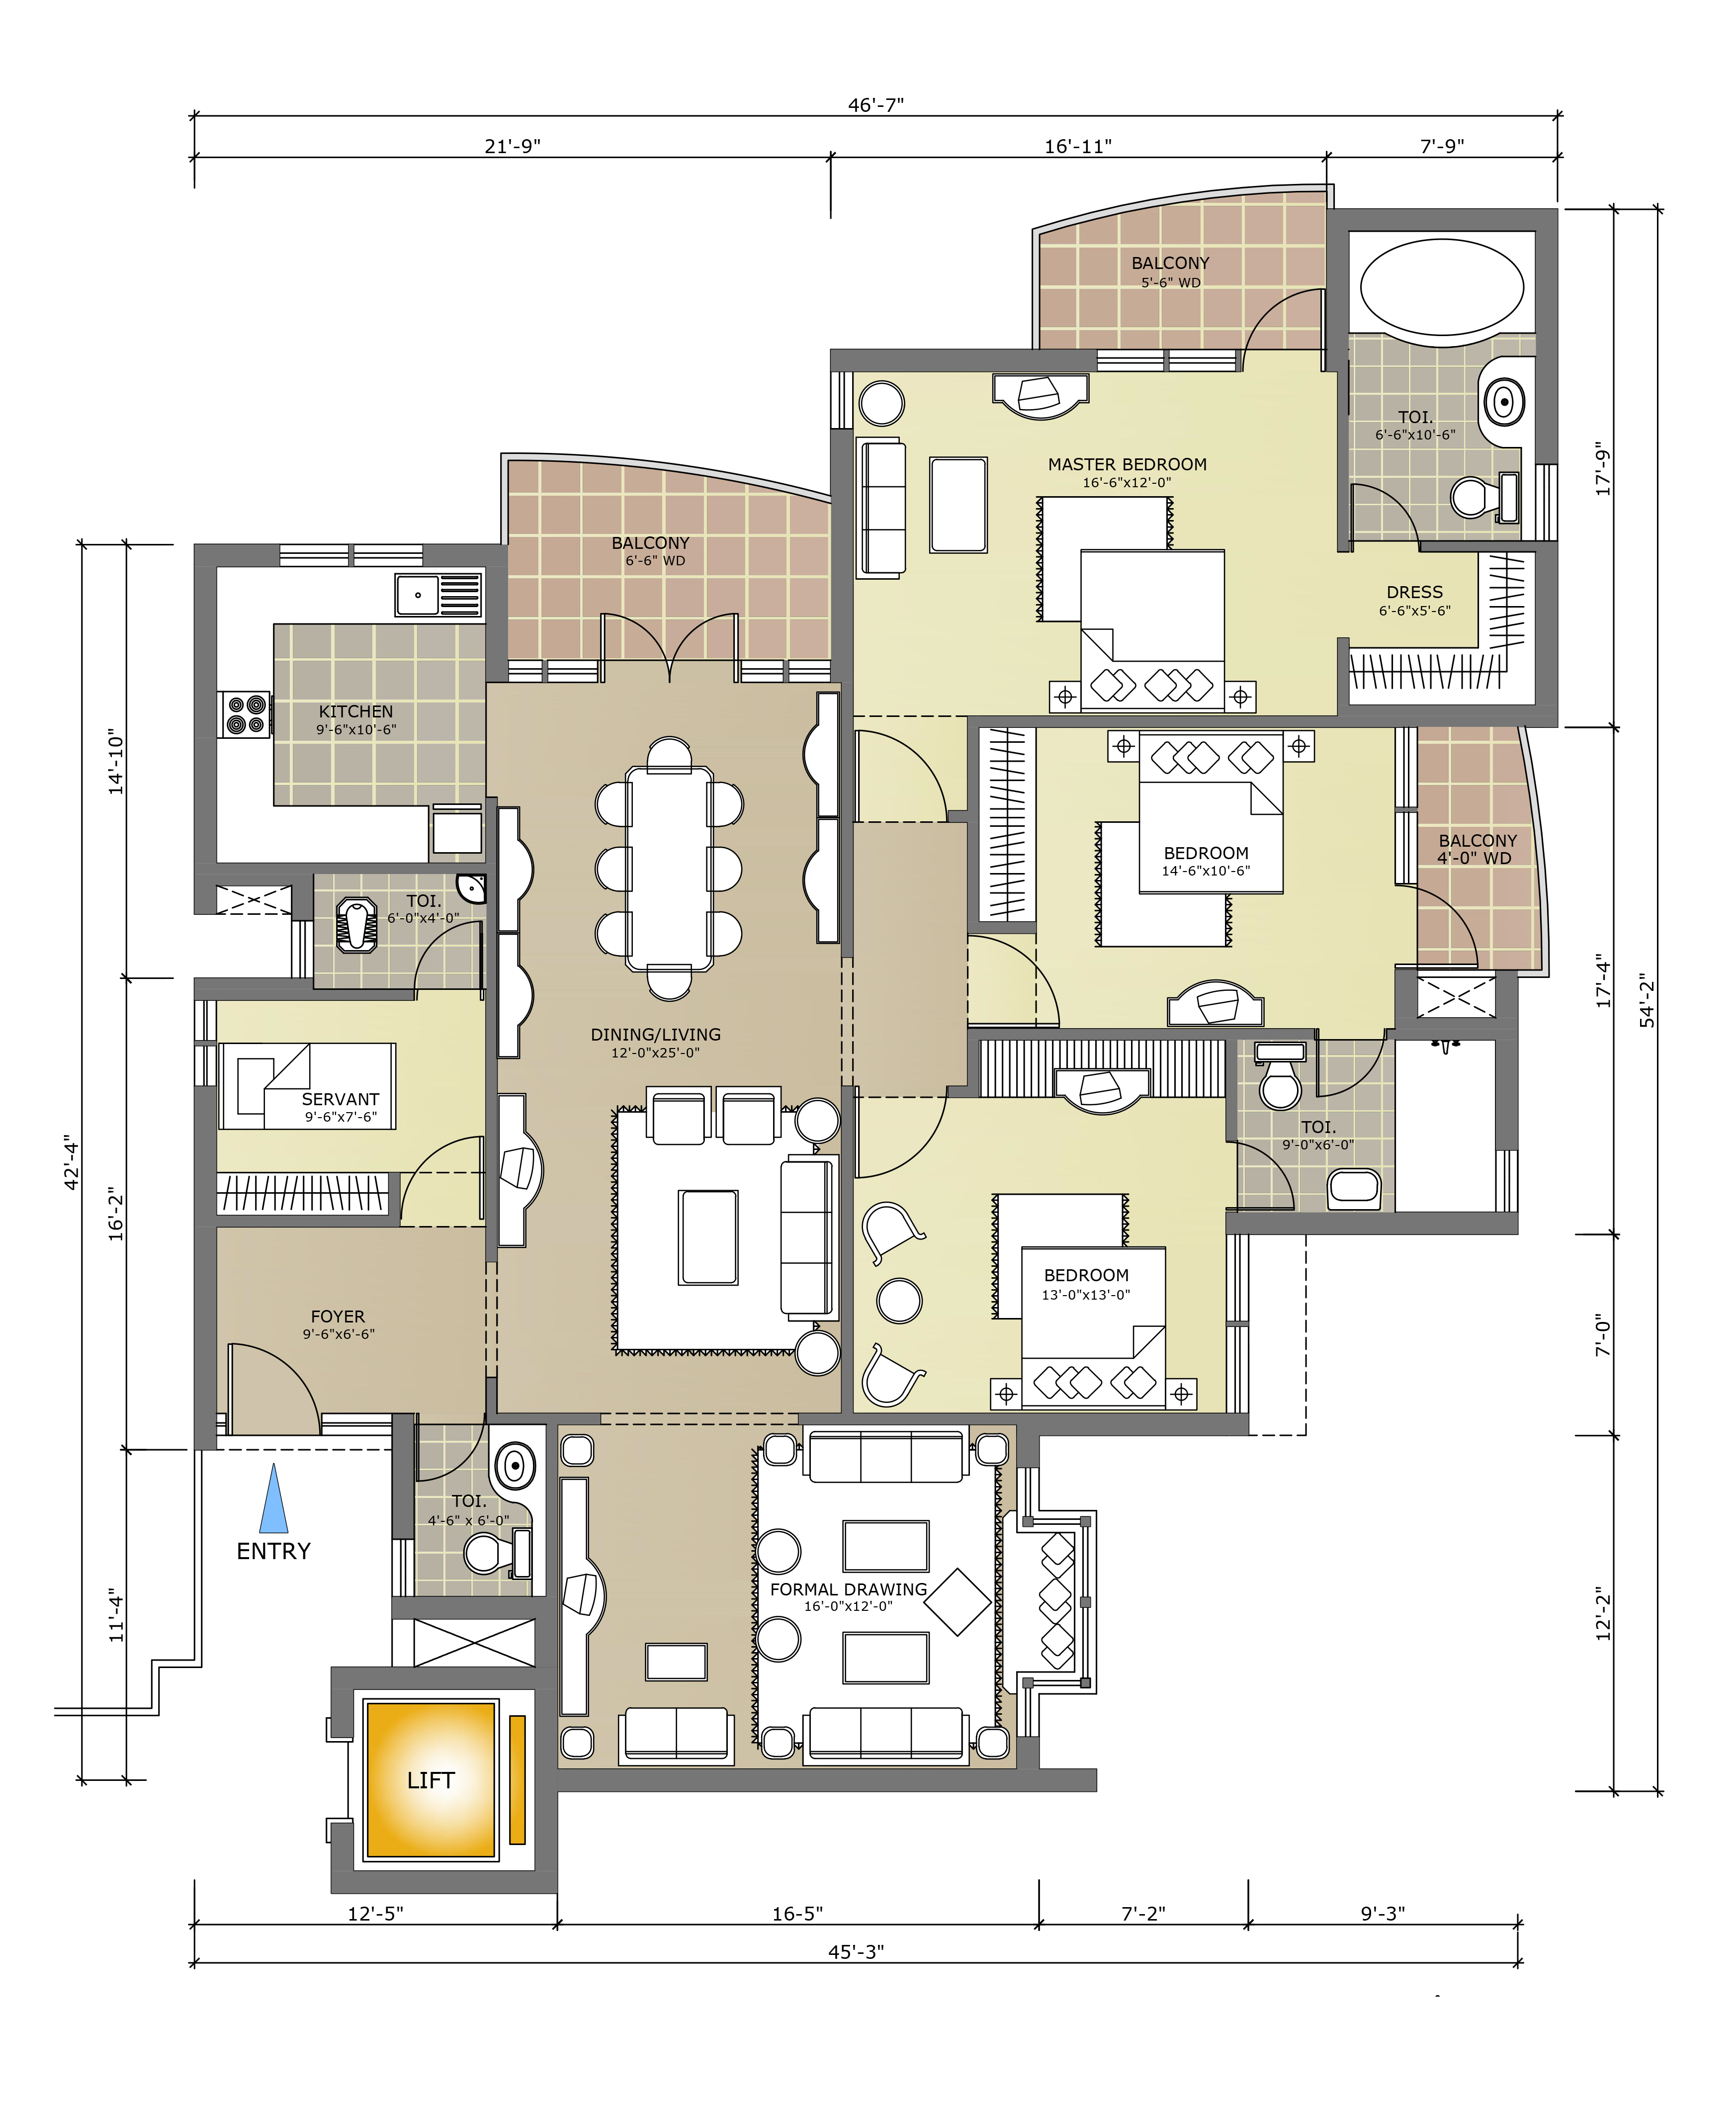 46'-7"
21'-9"
16'-11"
7'-9"
BALCONY
5'-6" WD
TOI.
6'-6"x10'-6"
MASTER BEDROOM
16'-6"x12'-0"
17'-9"
BALCONY
6'-6" WD
DRESS
6'-6"x5'-6"
KITCHEN
9'-6"x10'-6"
14'-10"
BALCONY
4'-0" WD
BEDROOM
14'-6"x10'-6"
TOI.
6'-0"x4'-0"
17'-4"
54'-2"
DINING/LIVING
12'-0"x25'-0"
SERVANT
9'-6"x7'-6"
TOI.
9'-0"x6'-0"
42'-4"
16'-2"
BEDROOM
13'-0"x13'-0"
FOYER
9'-6"x6'-6"
7'-0"
TOI.
4'-6" x 6'-0"
ENTRY
FORMAL DRAWING
16'-0"x12'-0"
11'-4"
12'-2"
LIFT
12'-5"
16-5"
7'-2"
9'-3"
45'-3"